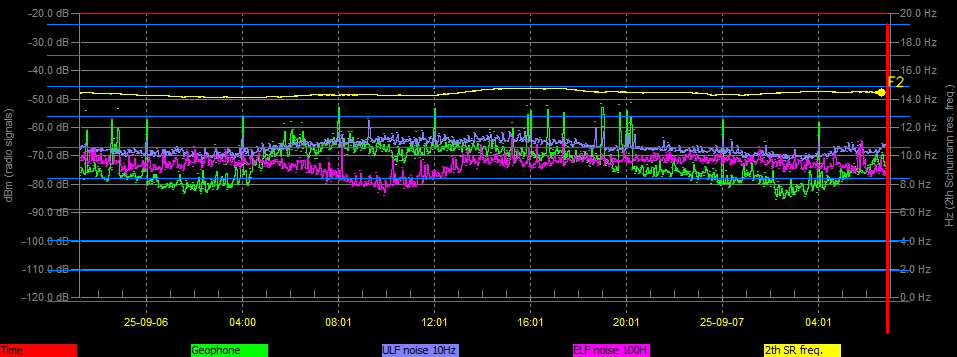 -20.0 dB 20.0 Hz
-30.0 dB 18.0 Hz
-40.0 dB 16.0 Hz
F2
-50.0 dB 14.0 Hz
-60.0 dB 12.0 Hz
-70.0 dB 10.0 Hz
-80.0 dB 8.0 Hz
-90.0 dB 6.0 Hz
-100.0 dB 4.0 Hz
-110.0 dB 2.0 Hz
-120.0 dB 0.0 Hz
dBm (radio signals)
Hz (2th Schumann res. freq.)
25-09-06 04:00 08:01 12:01 16:01 20:01 25-09-07 04:01
Time Geophone ULF noise 10Hz ELF noise 100H 2th SR freq.